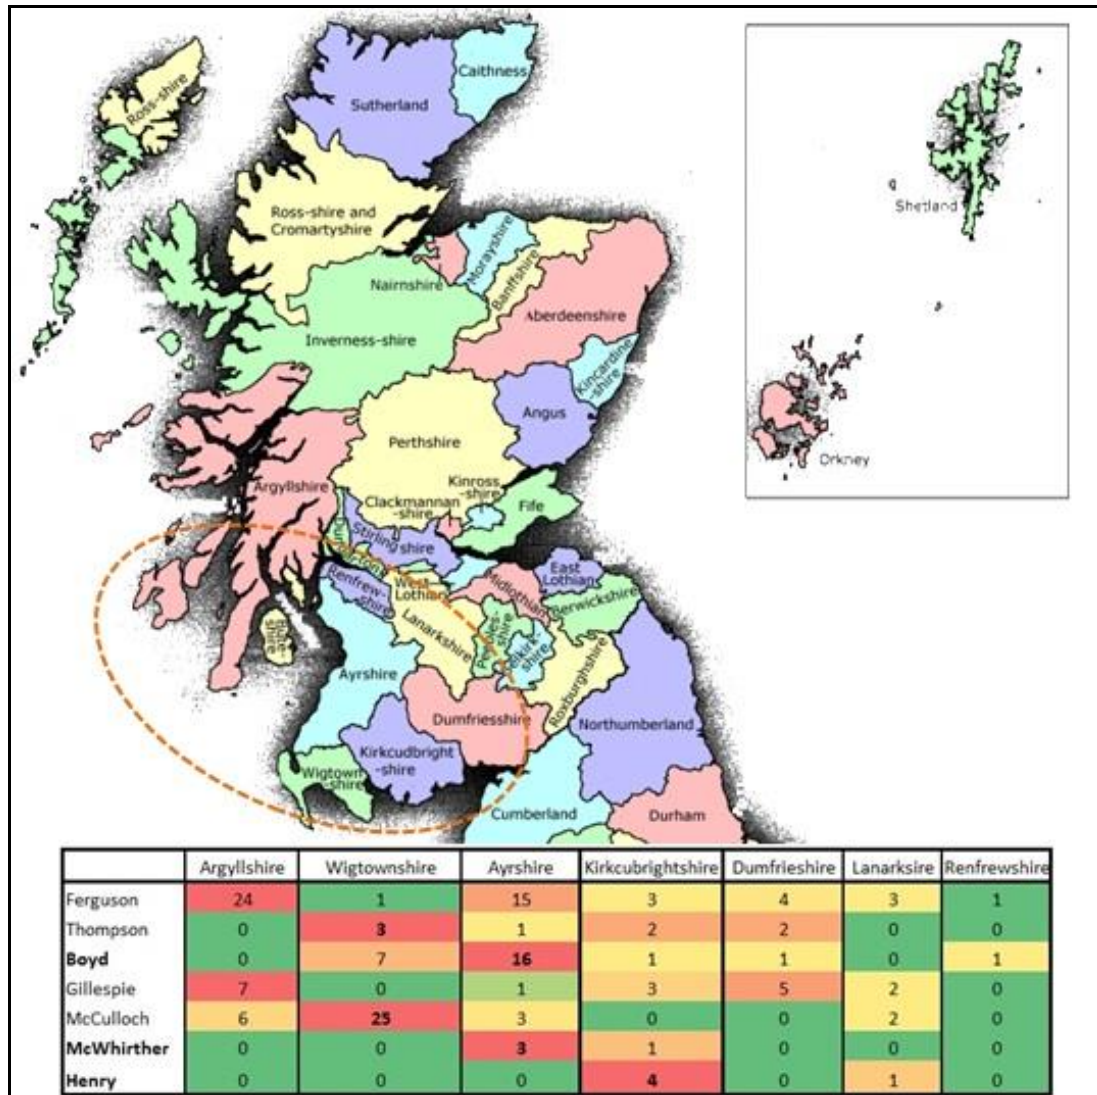 Caithness
Sutherland
Ross-shire
Ross-shire and
Cromartyshire
Shetland
Morayshire
Banffshire
Nairnshire
Aberdeenshire
Inverness-shire
Kincardine
-shire
Angus
Perthshire
Orkney
Kinross
-shire
Argyllshire
Clackmannan
-shire
Fife
Stirling shire
East
Lothian
Midlothian
Renfrew-
shire
West
Lothian
Berwickshire
Lanarkshire
Peebles-
shire
Selkirk-
shire
Roxburghshire
Ayrshire
Dumfriesshire
Northumberland
Kirkcudbright
-shire
Wigtown
shire
Cumberland
Durham
Argyllshire Wigtownshire Ayrshire Kirkcubrightshire Dumfrieshire Lanarksire Renfrewshire
Ferguson 24 1 15 3 4 3 1
Thompson 0 3 1 2 2 0 0
Boyd 0 7 16 1 1 0 1
Gillespie 7 0 1 3 5 2 0
McCulloch 6 25 3 0 0 2 0
McWhirther 0 0 3 1 0 0 0
Henry 0 0 0 4 0 1 0